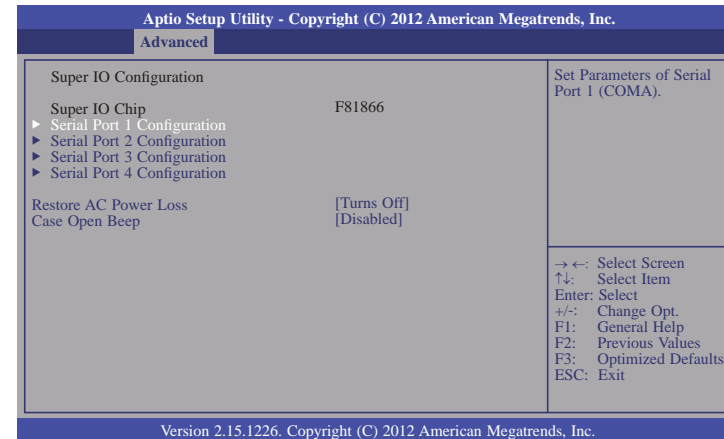 Aptio Setup Utility - Copyright (C) 2012 American Megatrends, Inc.
Advanced
Super IO Configuration
Super IO Chip F81866
▶ Serial Port 1 Configuration
▶ Serial Port 2 Configuration
▶ Serial Port 3 Configuration
▶ Serial Port 4 Configuration
Restore AC Power Loss [Turns Off]
Case Open Beep [Disabled]
Set Parameters of Serial
Port 1 (COMA).
→ ←: Select Screen
↑↓: Select Item
Enter: Select
+/-: Change Opt.
F1: General Help
F2: Previous Values
F3: Optimized Defaults
ESC: Exit
Version 2.15.1226. Copyright (C) 2012 American Megatrends, Inc.